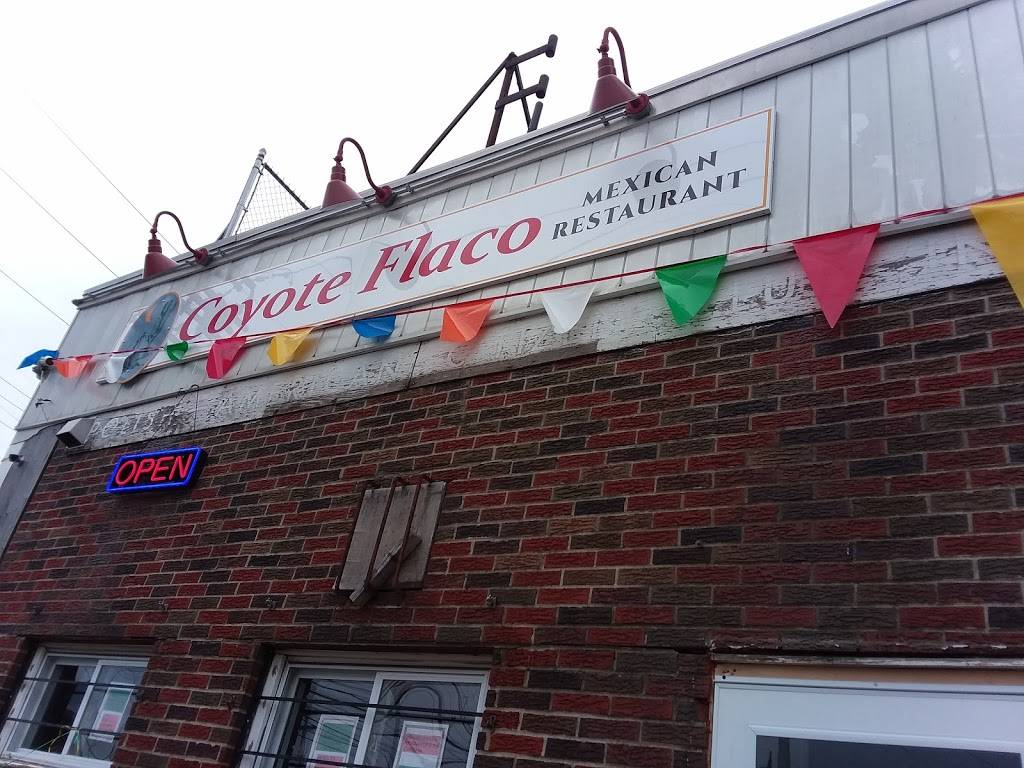 Coyote Flaco
MEXICAN
RESTAURANT
OPEN